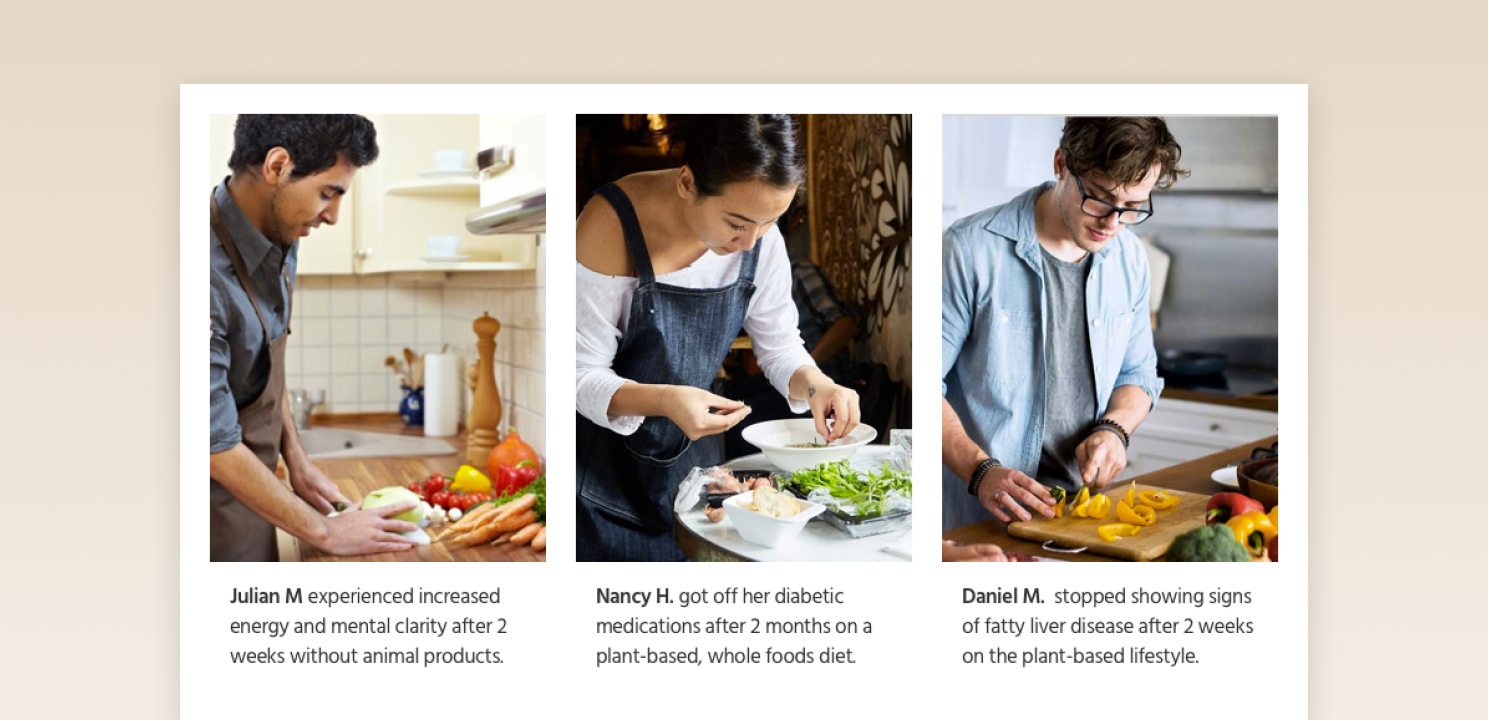 Julian M experienced increased
energy and mental clarity after 2
weeks without animal products.
Nancy H. got off her diabetic
medications after 2 months on a
plant-based, whole foods diet.
Daniel M.  stopped showing signs
of fatty liver disease after 2 weeks
on the plant-based lifestyle.